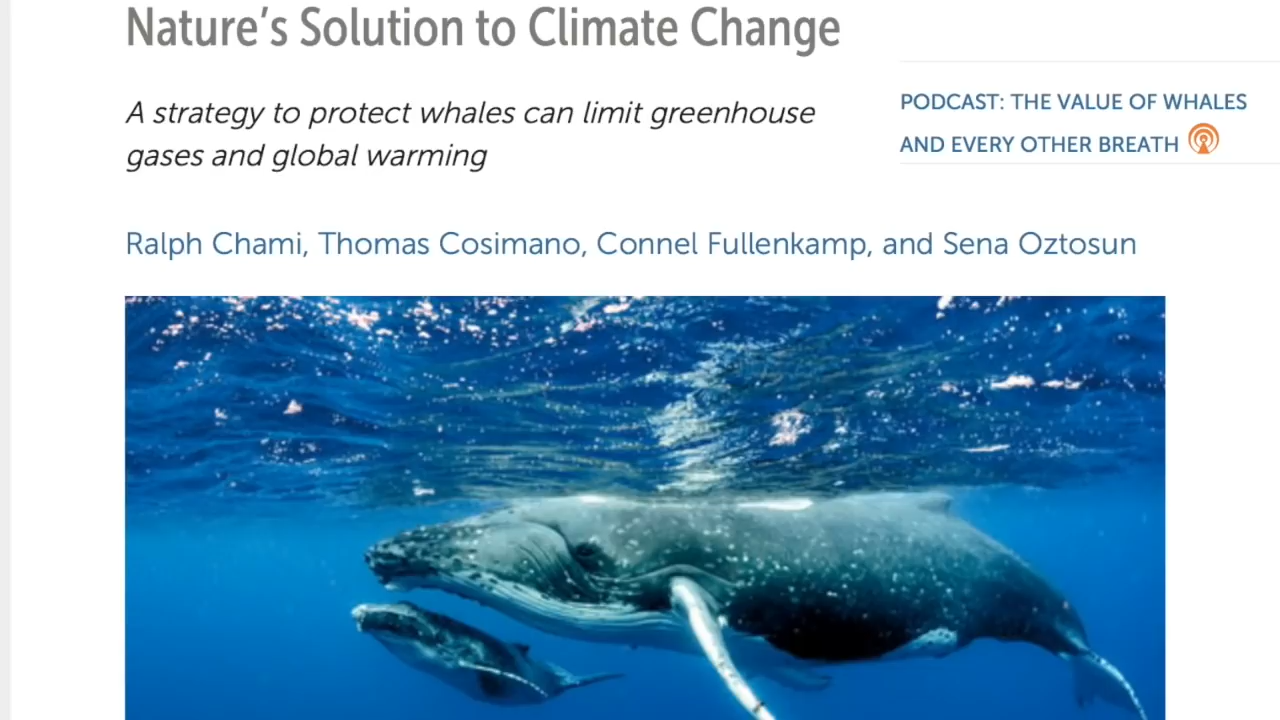 Nature’s Solution to Climate Change
A strategy to protect whales can limit greenhouse
gases and global warming
PODCAST: THE VALUE OF WHALES
AND EVERY OTHER BREATH
Ralph Chami, Thomas Cosimano, Connel Fullenkamp, and Sena Oztosun